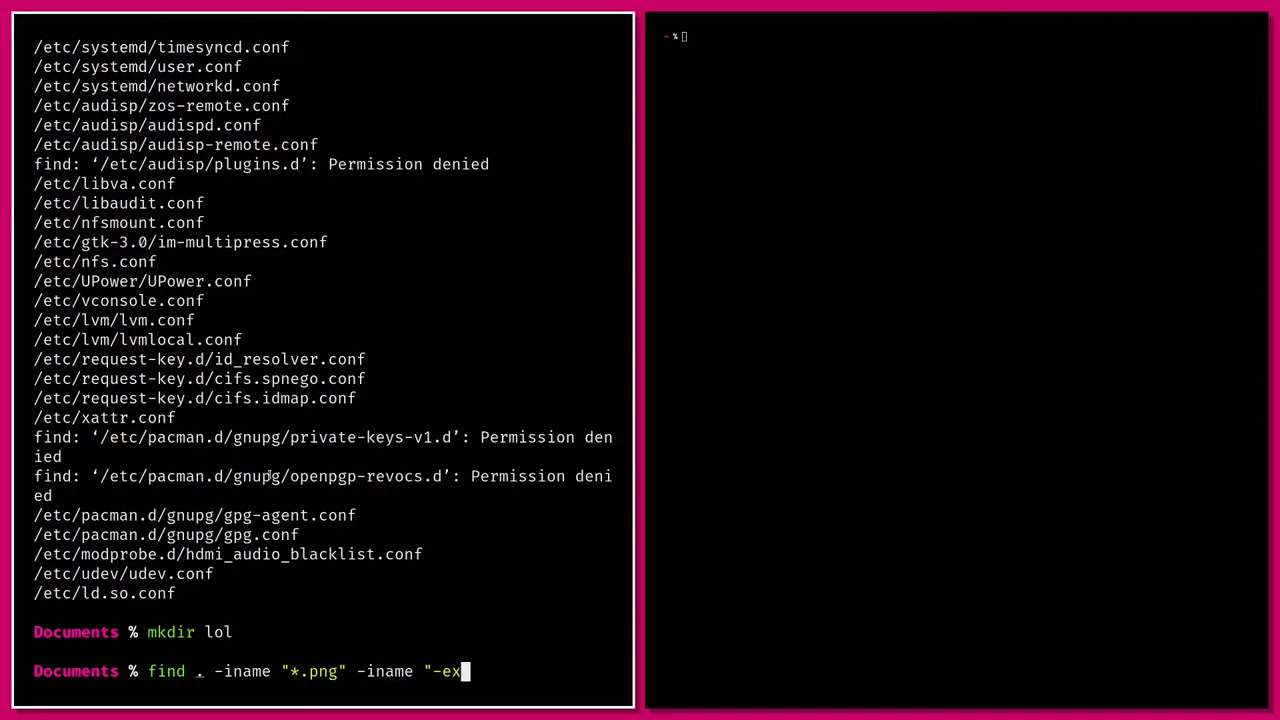 /etc/systemd/timesyncd.conf
/etc/systemd/user.conf
/etc/systemd/networkd.conf
/etc/audisp/zos-remote.conf
/etc/audisp/audispd.conf
/etc/audisp/audisp-remote.conf
find: ‘/etc/audisp/plugins.d’: Permission denied
/etc/libva.conf
/etc/libaudit.conf
/etc/nfsmount.conf
/etc/gtk-3.0/im-multipress.conf
/etc/nfs.conf
/etc/UPower/UPower.conf
/etc/vconsole.conf
/etc/lvm/lvm.conf
/etc/lvm/lvmlocal.conf
/etc/request-key.d/id_resolver.conf
/etc/request-key.d/cifs.spnego.conf
/etc/request-key.d/cifs.idmap.conf
/etc/xattr.conf
find: ‘/etc/pacman.d/gnupg/private-keys-v1.d’: Permission den
ied
find: ‘/etc/pacman.d/gnupg/openpgp-revocs.d’: Permission deni
ed
/etc/pacman.d/gnupg/gpg-agent.conf
/etc/pacman.d/gnupg/gpg.conf
/etc/modprobe.d/hdmi_audio_blacklist.conf
/etc/udev/udev.conf
/etc/ld.so.conf
Documents % mkdir lol
Documents % find . -iname "*.png" -iname "-ex
~ %